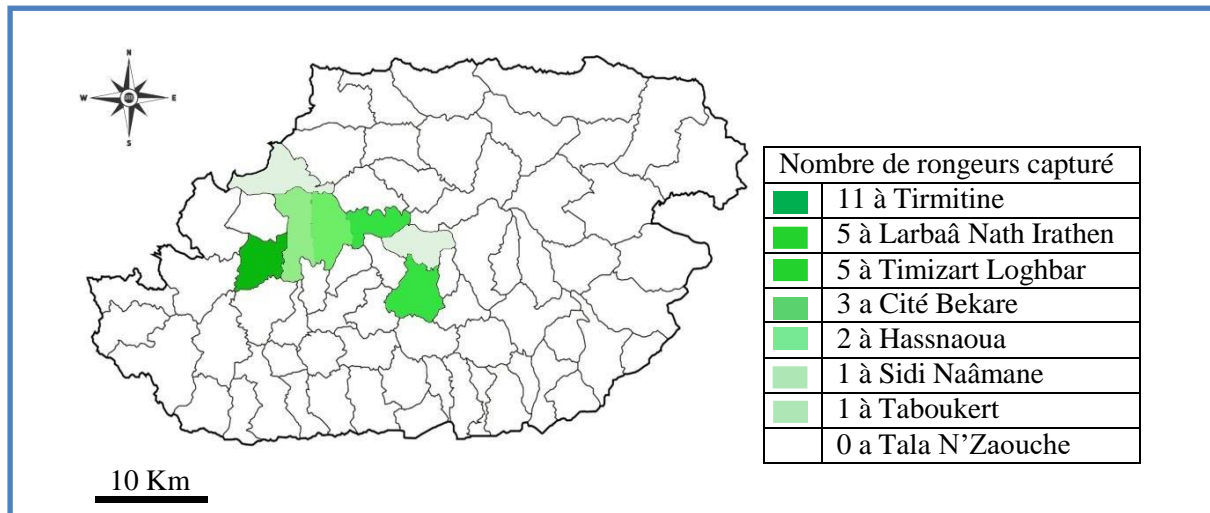 N
W
E
S
Nombre de rongeurs capturé
11 à Tirmitine
5 à Larbaâ Nath Irathen
5 à Timizart Loghbar
3 a Cité Bekare
2 à Hassnaoua
1 à Sidi Naâmane
1 à Taboukert
0 a Tala N’Zaouche
10 Km